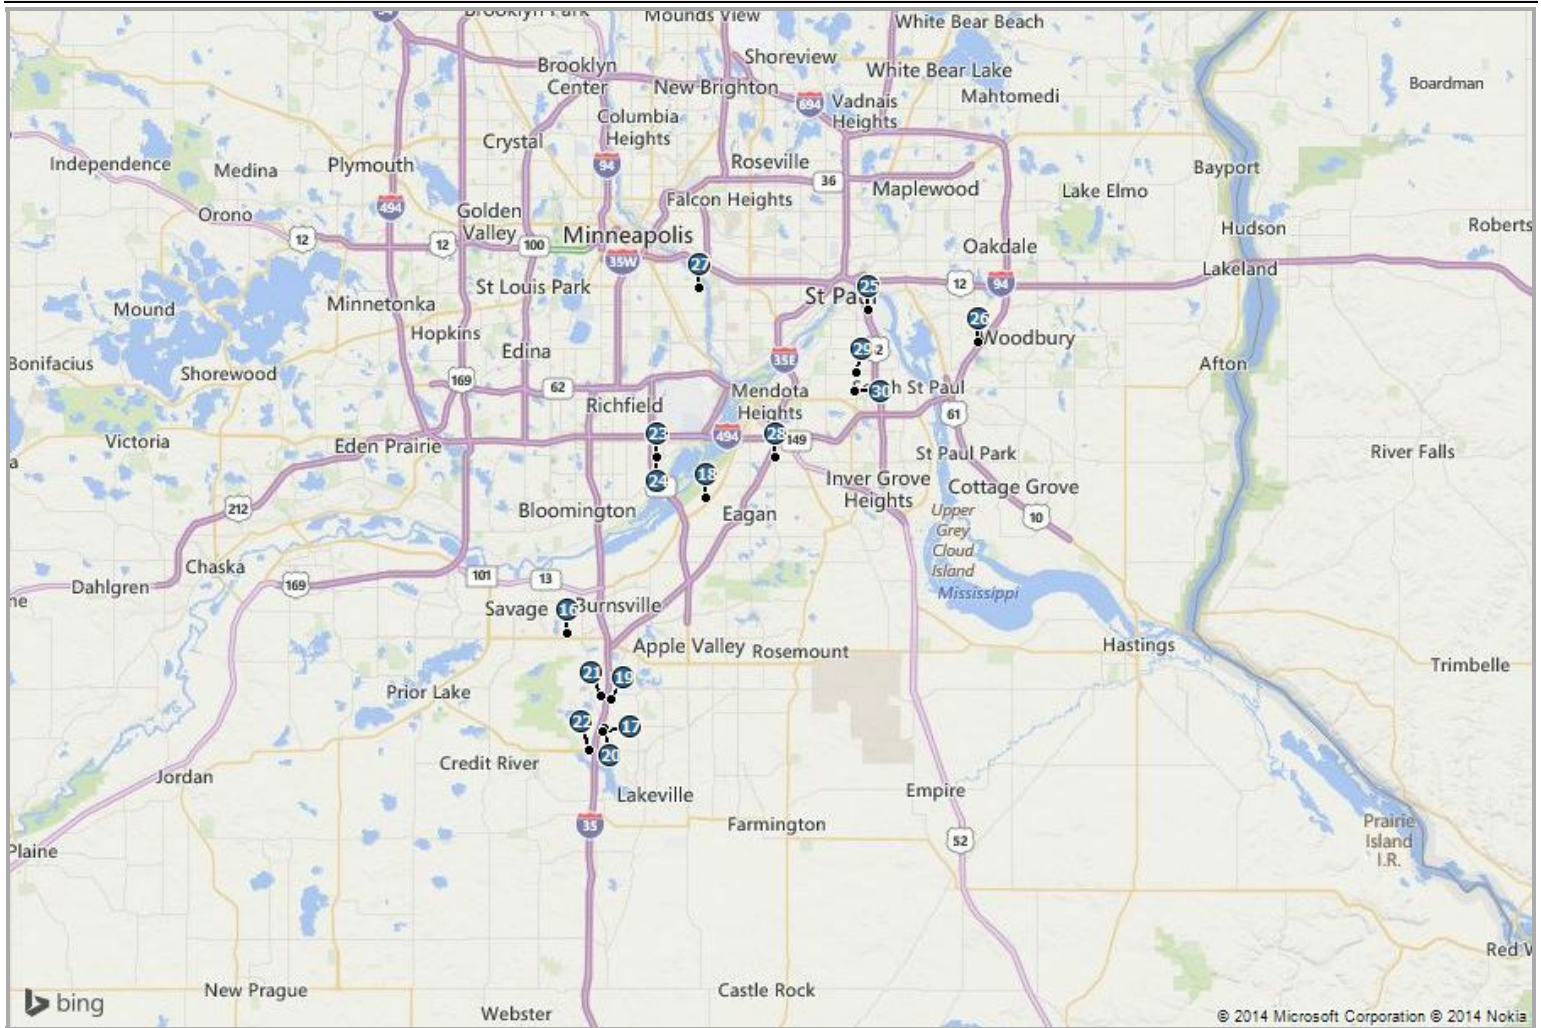 Brooklyn Park
Mounds View
White Bear Beach
Shoreview
Brooklyn
Center
White Bear Lake
Boardman
New Brighton
Mahtomedi
694
Vadnais
Heights
Columbia
Heights
Crystal
Independence
Medina
Plymouth
94
Roseville
36
Maplewood
Bayport
Lake Elmo
Falcon Heights
494
Orono
Golden
Valley
12
12
100
Minneapolis
35W
27
Oakdale
Hudson
Roberts
Lakeland
St Louis Park
25
12
94
St Paul
Mound
Minnetonka
Hopkins
26
Woodbury
Edina
29
35E
Bonifacius
Shorewood
Afton
169
62
Mendota
Heights
30
South St Paul
Richfield
61
Victoria
Eden Prairie
23
494
28
149
St Paul Park
River Falls
24
18
Inver Grove
Heights
Cottage Grove
212
Bloomington
Eagan
Upper
Grey
Cloud
Island
10
Chaska
Dahlgren
169
101
13
Mississippi
Savage
16
Burnsville
Apple Valley
Rosemount
Hastings
Trimbelle
21
19
Prior Lake
22
17
20
Credit River
Jordan
Lakeville
Empire
35
Farmington
52
Prairie
Island
I.R.
Plaine
Red W
New Prague
Castle Rock
Webster
bing
© 2014 Microsoft Corporation © 2014 Nokia